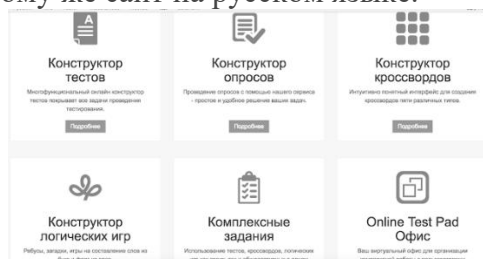 ому же сайт на русском языке.
A
Конструктор
тестов
Многофункциональный онлайн-конструктор
тестов покрывает все задачи проведения
тестирования.
Подробнее
Конструктор
опросов
Проведение опросов с помощью нашего сервиса
- простое и удобное решение ваших задач.
Подробнее
Конструктор
кроссвордов
Интуитивно понятный интерфейс для создания
кроссвордов пяти различных типов.
Подробнее
Конструктор
логических игр
Ребусы, загадки, игры на составление слов из
Комплексные
задания
Использование тестов, кроссвордов, логических
Online Test Pad
Офис
Ваш виртуальный офис для организации